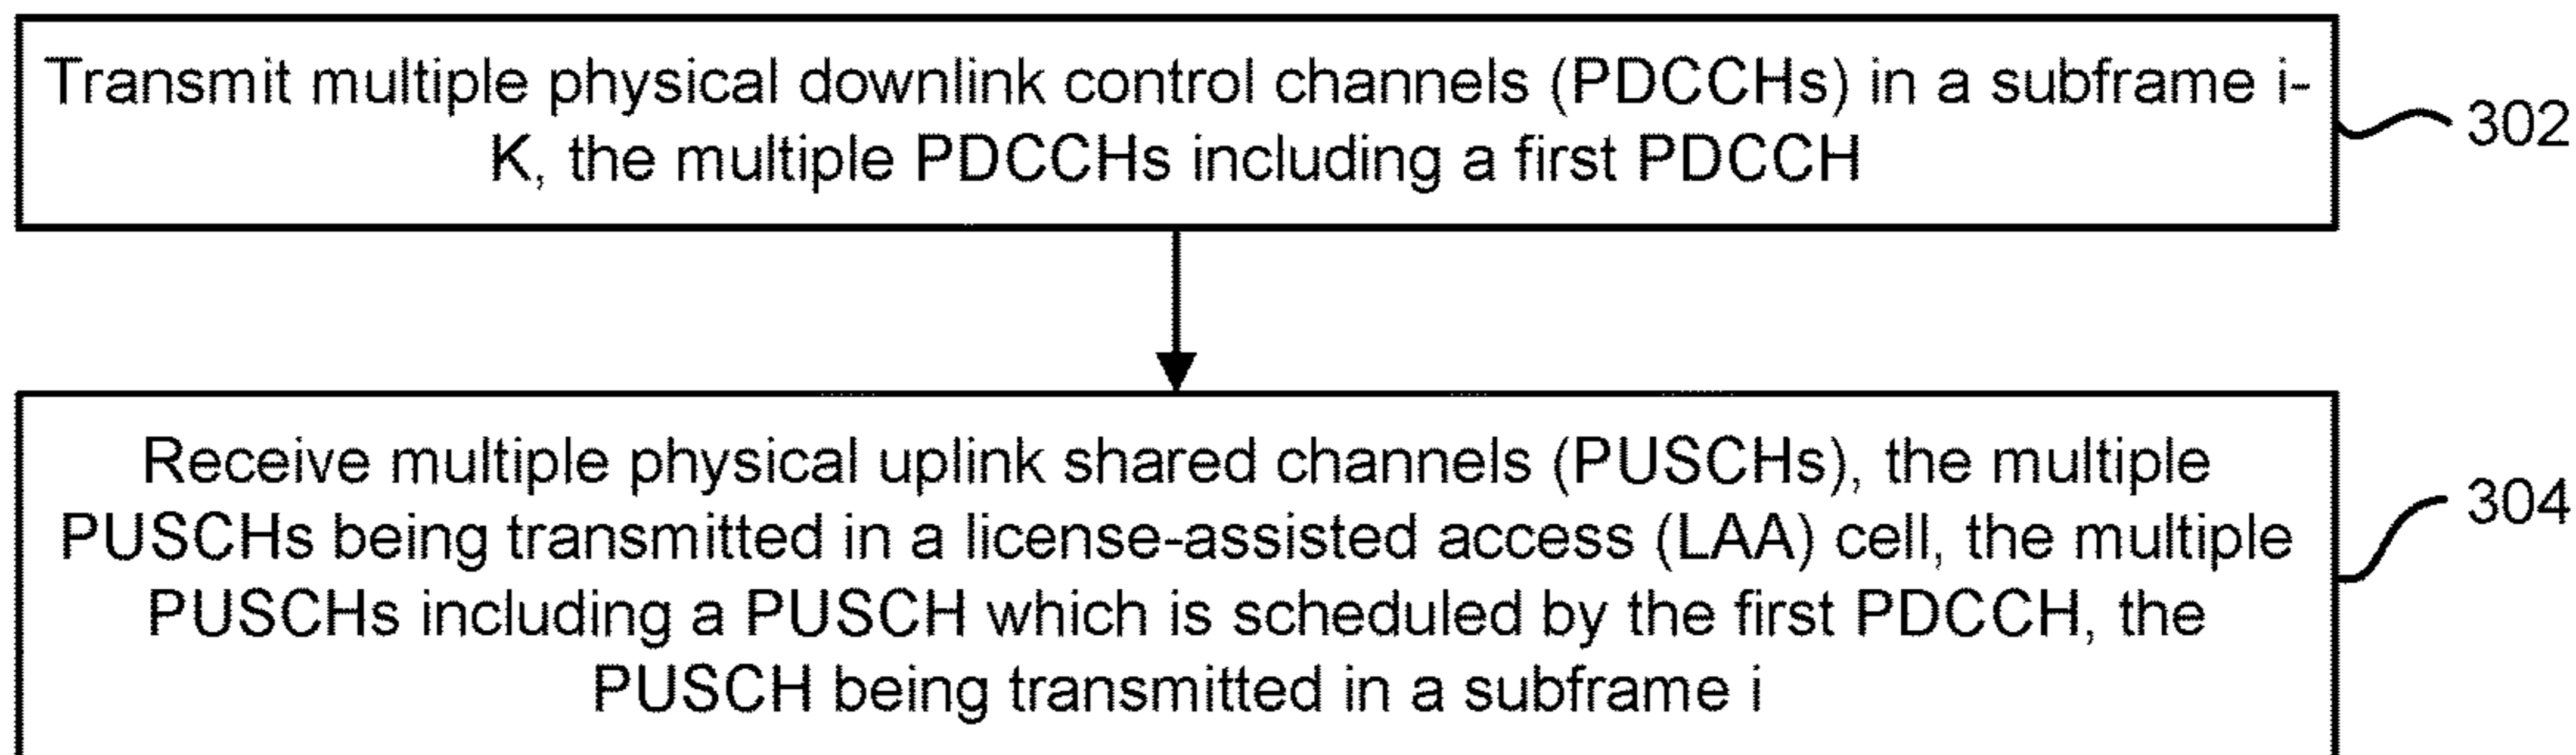 Transmit multiple physical downlink control channels (PDCCHs) in a subframe i-
K, the multiple PDCCHs including a first PDCCH
302
Receive multiple physical uplink shared channels (PUSCHs), the multiple
PUSCHs being transmitted in a license-assisted access (LAA) cell, the multiple
PUSCHs including a PUSCH which is scheduled by the first PDCCH, the
PUSCH being transmitted in a subframe i
304